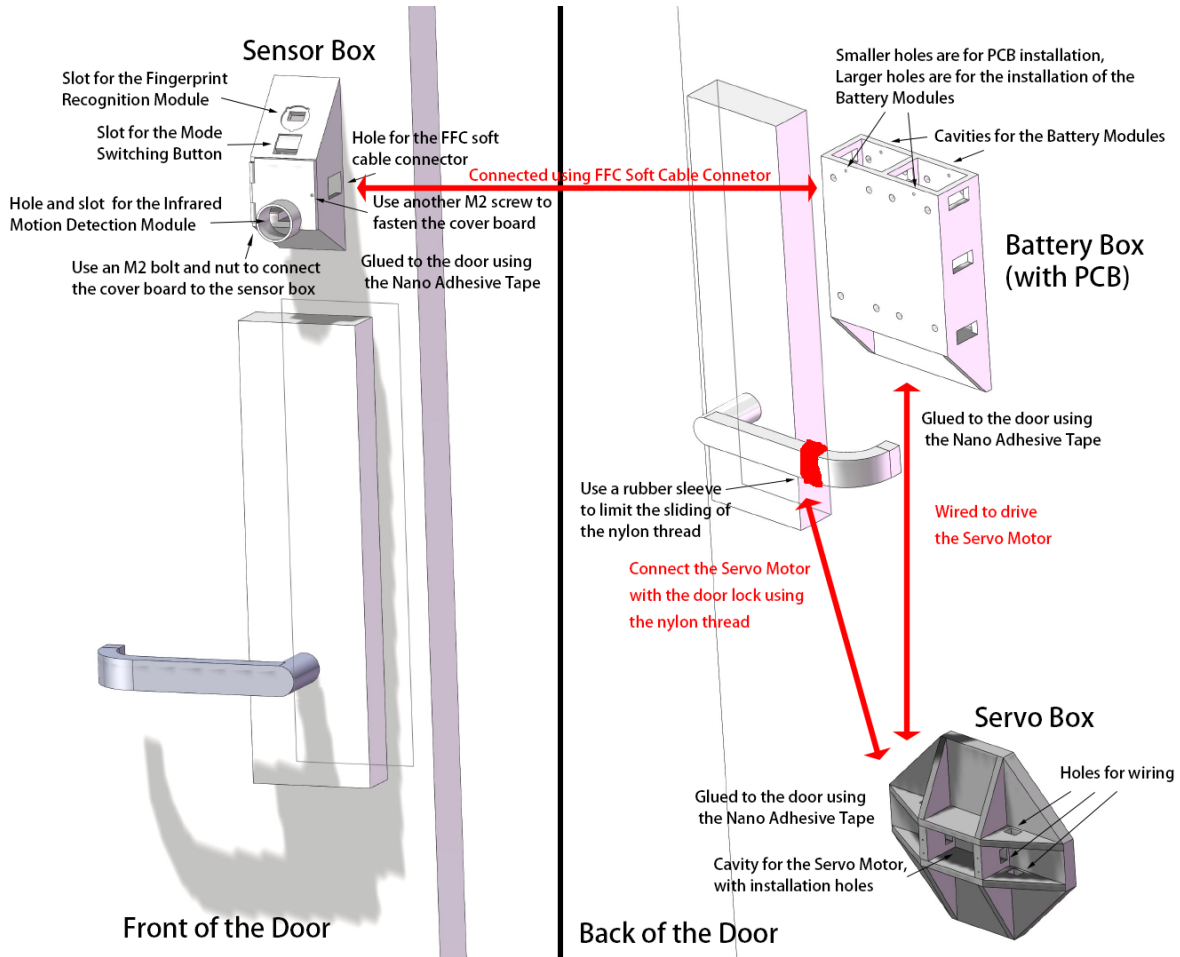 Sensor Box
Slot for the Fingerprint
Recognition Module
Slot for the Mode
Switching Button
Hole for the FFC soft
cable connector
Hole and slot for the Infrared
Motion Detection Module
Use another M2 screw to
fasten the cover board
Use an M2 bolt and nut to connect
the cover board to the sensor box
Glued to the door using
the Nano Adhesive Tape
Front of the Door
Connected using FFC Soft Cable Connetor
Smaller holes are for PCB installation,
Larger holes are for the installation of the
Battery Modules
Cavities for the Battery Modules
Battery Box
(with PCB)
Glued to the door using
the Nano Adhesive Tape
Use a rubber sleeve
to limit the sliding of
the nylon thread
Wired to drive
the Servo Motor
Connect the Servo Motor
with the door lock using
the nylon thread
Servo Box
Holes for wiring
Glued to the door using
the Nano Adhesive Tape
Cavity for the Servo Motor,
with installation holes
Back of the Door